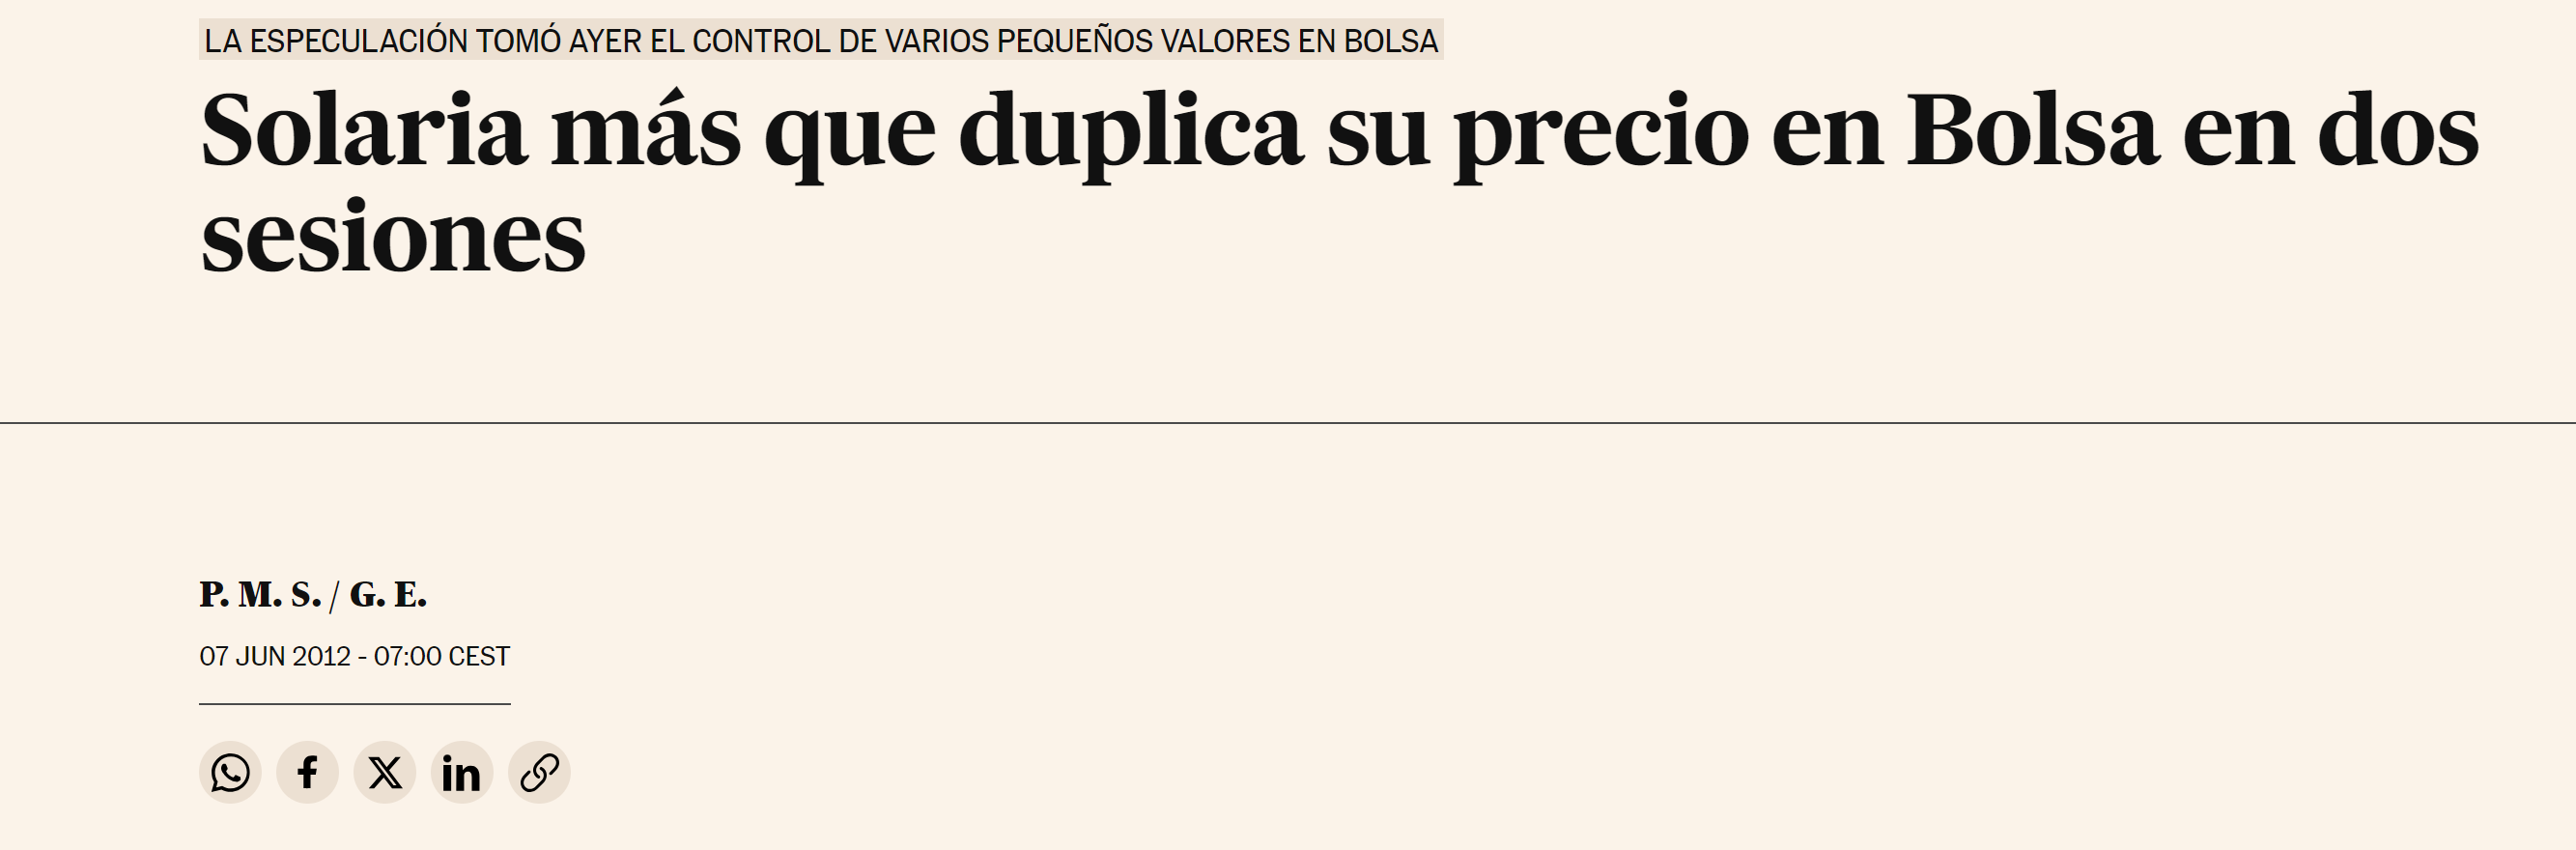 LA ESPECULACIÓN TOMÓ AYER EL CONTROL DE VARIOS PEQUEÑOS VALORES EN BOLSA
Solaria más que duplica su precio en Bolsa en dos
sesiones
P. M. S. / G. E.
07 JUN 2012 - 07:00 CEST